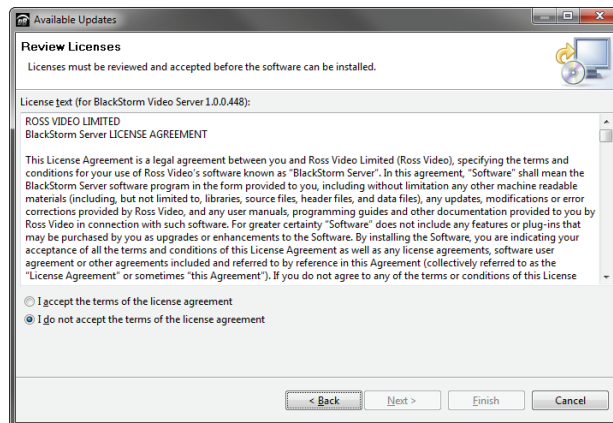 Available Updates
Review Licenses
Licenses must be reviewed and accepted before the software can be installed.
License text (for BlackStorm Video Server 1.0.0.448):
ROSS VIDEO LIMITED
BlackStorm Server LICENSE AGREEMENT
This License Agreement is a legal agreement between you and Ross Video Limited (Ross Video), specifying the terms and
conditions for your use of Ross Video's software known as "BlackStorm Server". In this agreement, "Software" shall mean the
BlackStorm Server software program in the form provided to you, including without limitation any other machine readable
materials (including, but not limited to, libraries, source files, header files, and data files), any updates, modifications or error
corrections provided by Ross Video, and any user manuals, programming guides and other documentation provided to you by
Ross Video in connection with such software. For greater certainty "Software" does not include any features or plug-ins that
may be purchased by you as upgrades or enhancements to the Software. By installing the Software, you are indicating your
acceptance of all the terms and conditions of this License Agreement as well as any license agreements, software user
agreement or other agreements included and referred to by reference in this Agreement (collectively referred to as the
"License Agreement" or sometimes "this Agreement"). If you do not agree to any of the terms or conditions of this License
I accept the terms of the license agreement
I do not accept the terms of the license agreement
< Back Next > Finish Cancel